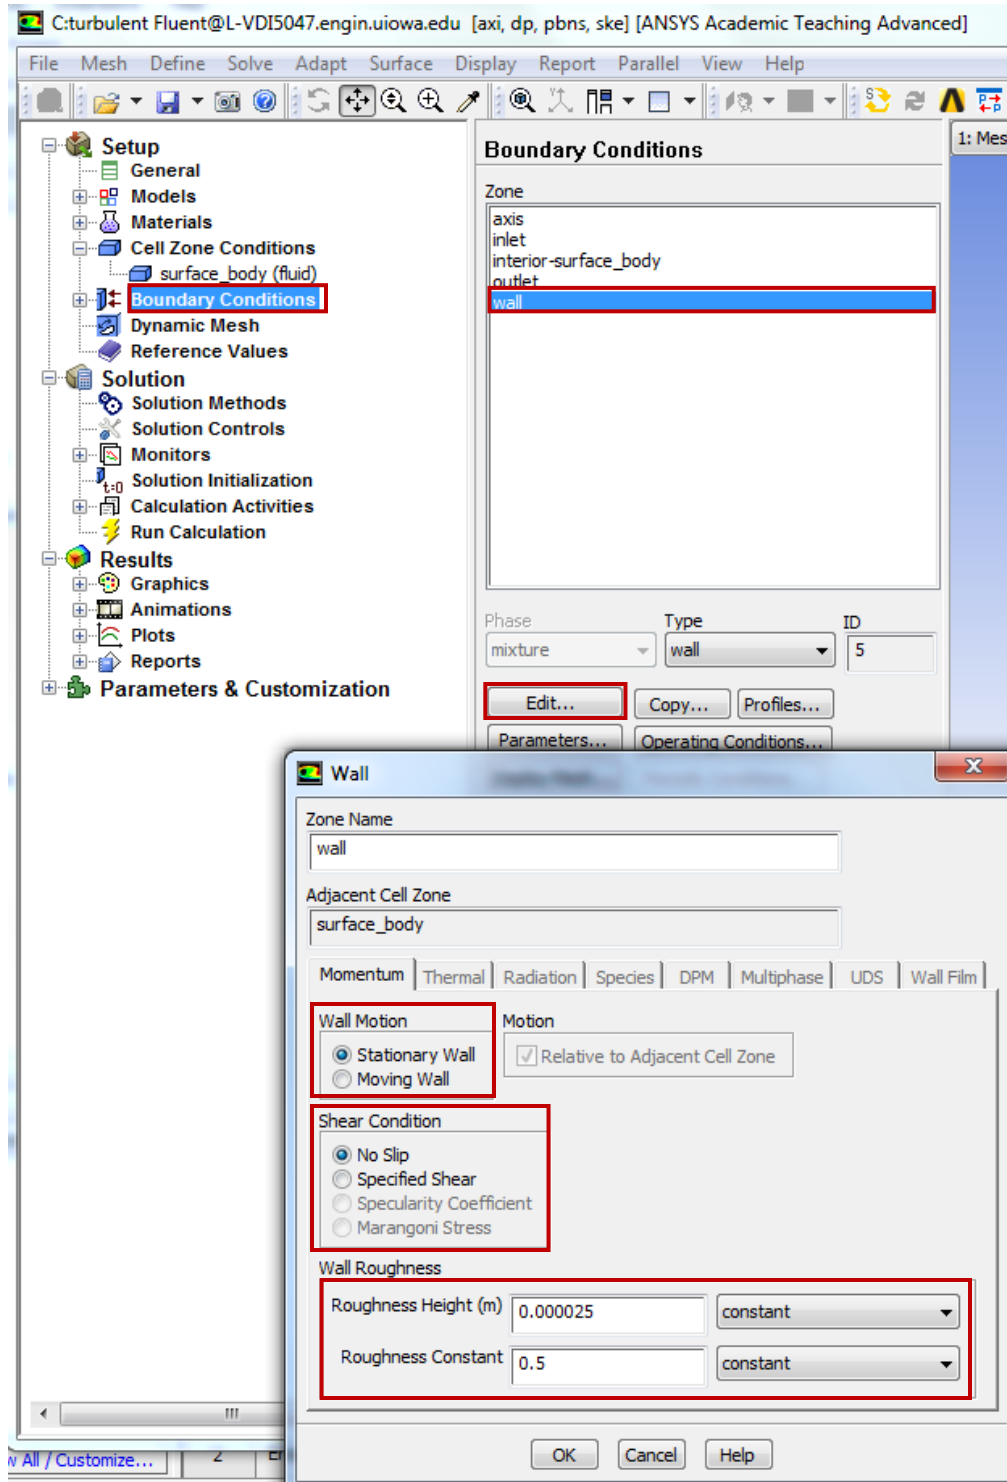 C:turbulent Fluent@L-VDI5047.engin.uiowa.edu [axi, dp, pbns, ske] [ANSYS Academic Teaching Advanced]
File Mesh Define Solve Adapt Surface Display Report Parallel View Help
Setup
General
Models
Materials
Cell Zone Conditions
surface_body (fluid)
Boundary Conditions
Dynamic Mesh
Reference Values
Solution
Solution Methods
Solution Controls
Monitors
t=0 Solution Initialization
Calculation Activities
Run Calculation
Results
Graphics
Animations
Plots
Reports
Parameters & Customization
Boundary Conditions
1: Mes
Zone
axis
inlet
interior-surface_body
outlet
wall
Phase Type ID
mixture wall 5
Edit... Copy... Profiles...
Parameters... Operating Conditions...
Wall
Zone Name
wall
Adjacent Cell Zone
surface_body
Momentum Thermal Radiation Species DPM Multiphase UDS Wall Film
Wall Motion Motion
Stationary Wall Relative to Adjacent Cell Zone
Moving Wall
Shear Condition
No Slip
Specified Shear
Specularity Coefficient
Marangoni Stress
Wall Roughness
Roughness Height (m) 0.000025 constant
Roughness Constant 0.5 constant
OK Cancel Help
w All / Customize... 2